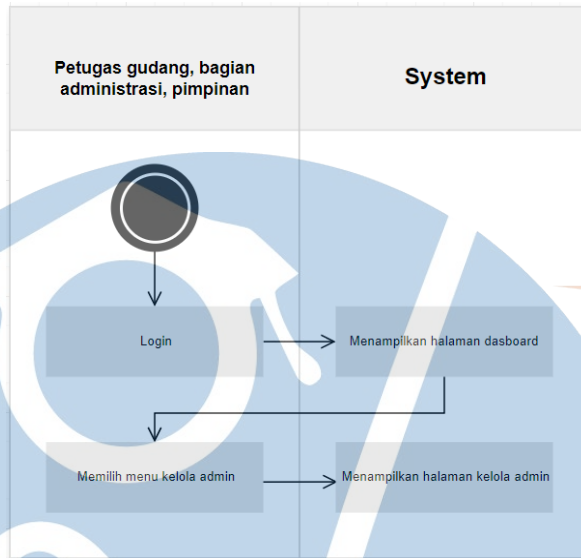 Petugas gudang, bagian
administrasi, pimpinan
System
Login
Menampilkan halaman dasboard
Memilih menu kelola admin
Menampilkan halaman kelola admin